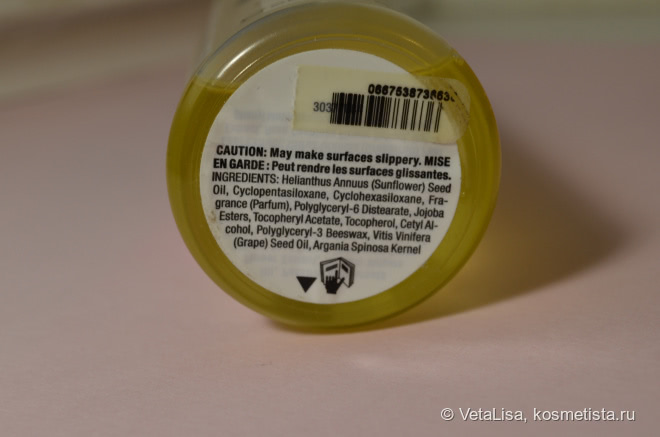 066753873663
303
CAUTION: May make surfaces slippery. MISE
EN GARDE : Peut rendre les surfaces glissantes.
INGREDIENTS: Helianthus Annuus (Sunflower) Seed
Oil, Cyclopentasiloxane, Cyclohexasiloxane, Fra-
grance (Parfum), Polyglyceryl-6 Distearate, Jojoba
Esters, Tocopheryl Acetate, Tocopherol, Cetyl Al-
cohol, Polyglyceryl-3 Beeswax, Vitis Vinifera
(Grape) Seed Oil, Argania Spinosa Kernel
© VetaLisa, kosmetista.ru